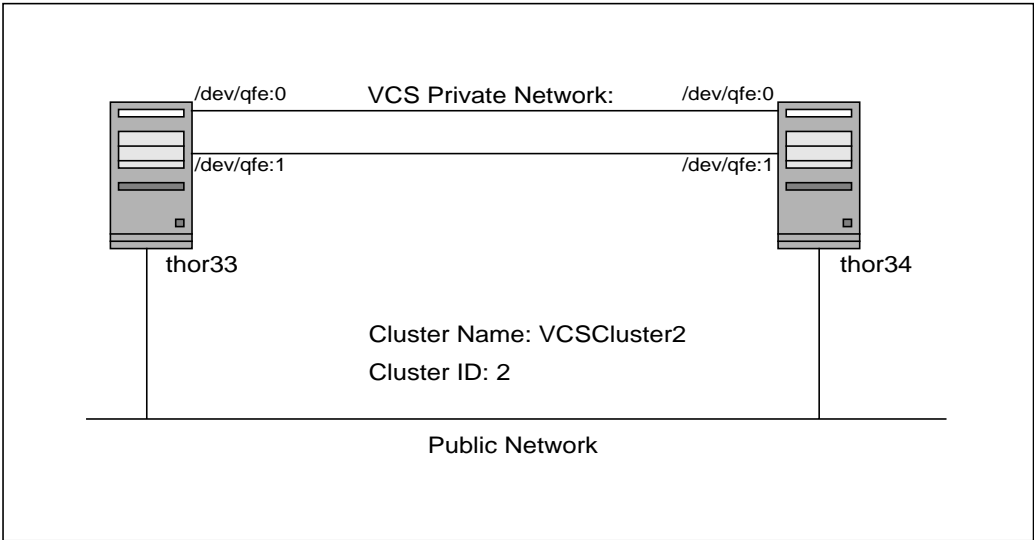 /dev/qfe:0 VCS Private Network: /dev/qfe:0
/dev/qfe:1 /dev/qfe:1
thor33 thor34
Cluster Name: VCSCluster2
Cluster ID: 2
Public Network